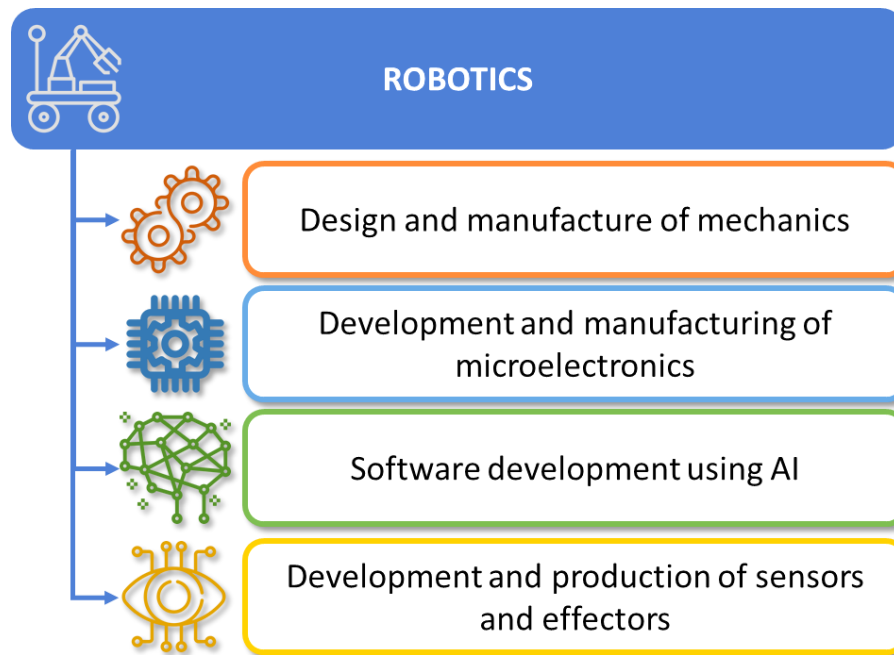 ROBOTICS
Design and manufacture of mechanics
Development and manufacturing of
microelectronics
Software development using AI
Development and production of sensors
and effectors